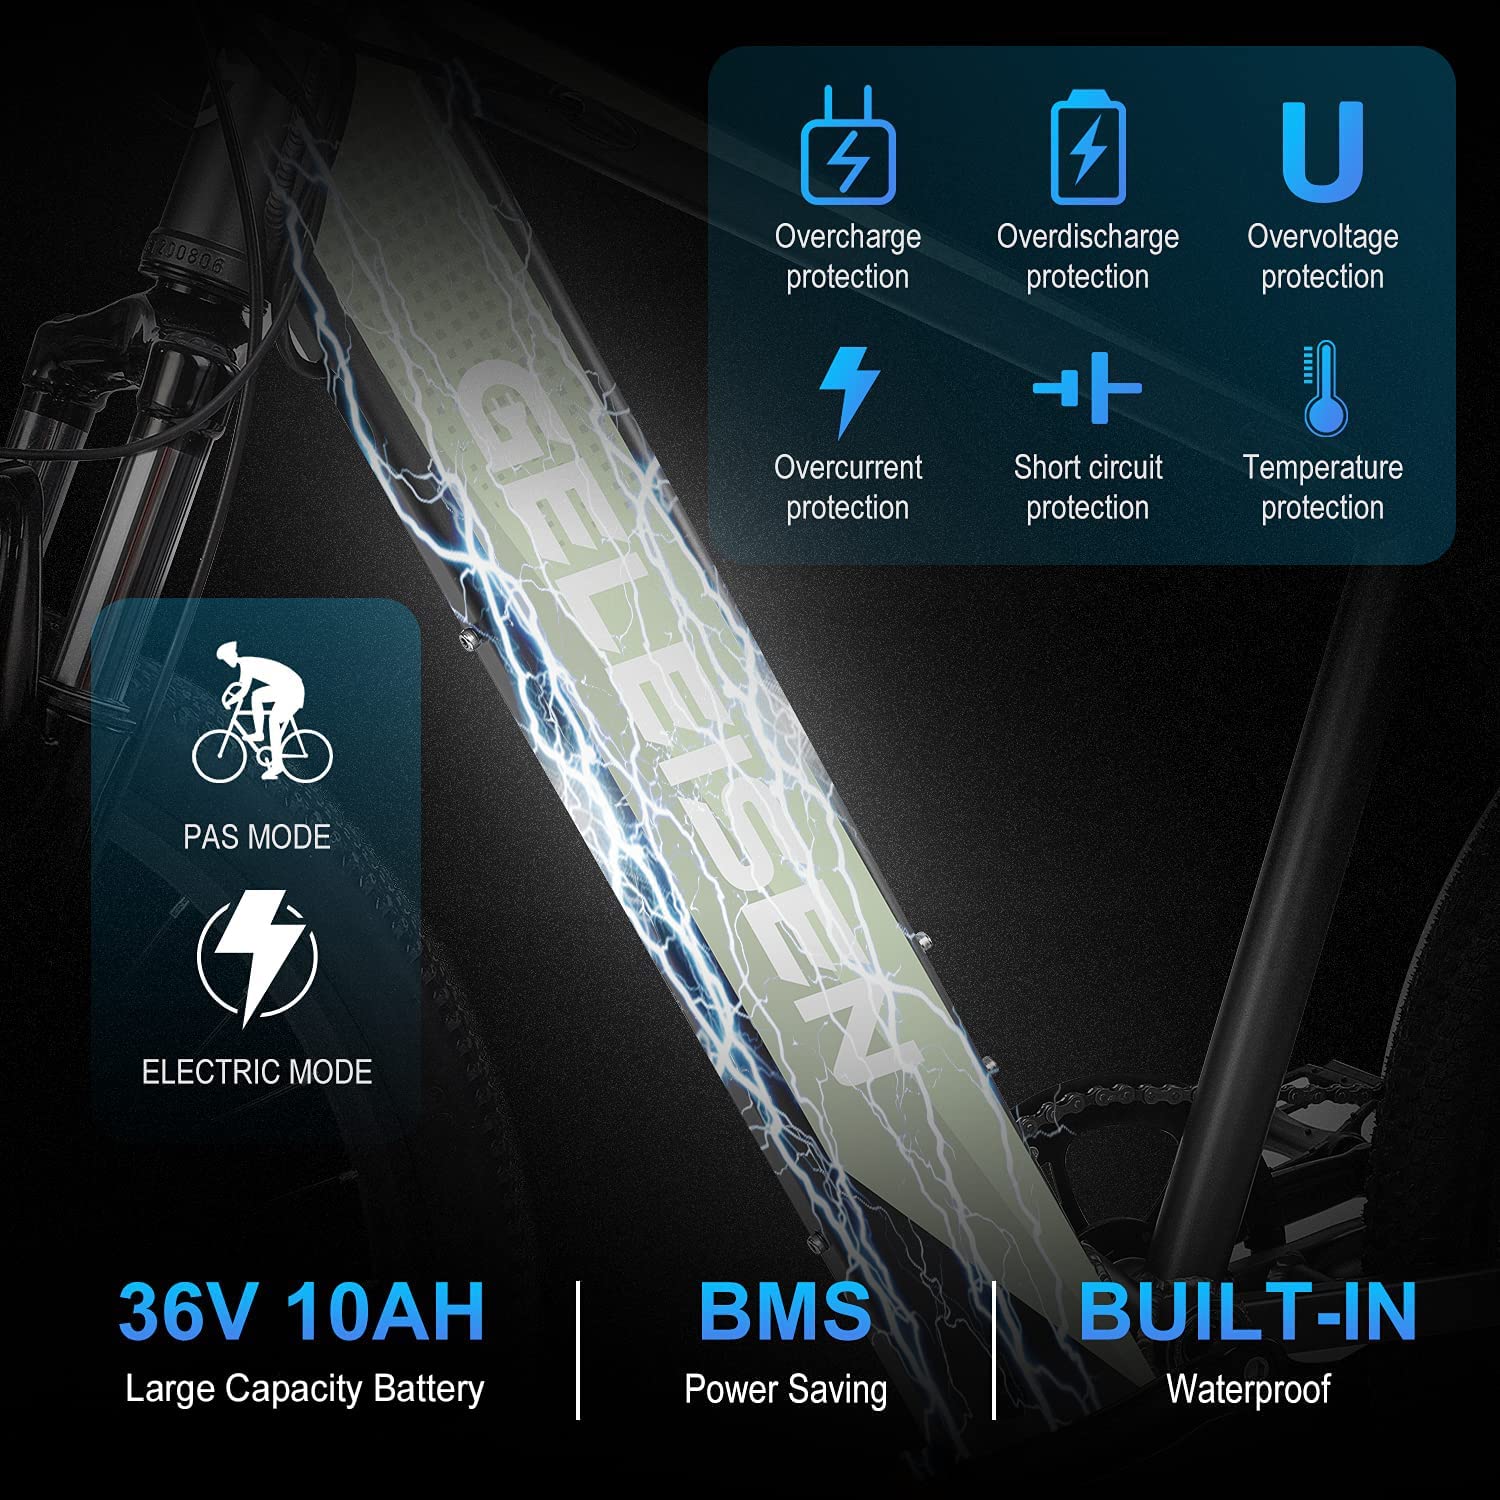 Overcharge
protection
Overdischarge
protection
U
Overvoltage
protection
Overcurrent
protection
Short circuit
protection
Temperature
protection
200806
GELEISEN
PAS MODE
ELECTRIC MODE
36V 10AH
Large Capacity Battery
BMS
Power Saving
BUILT-IN
Waterproof